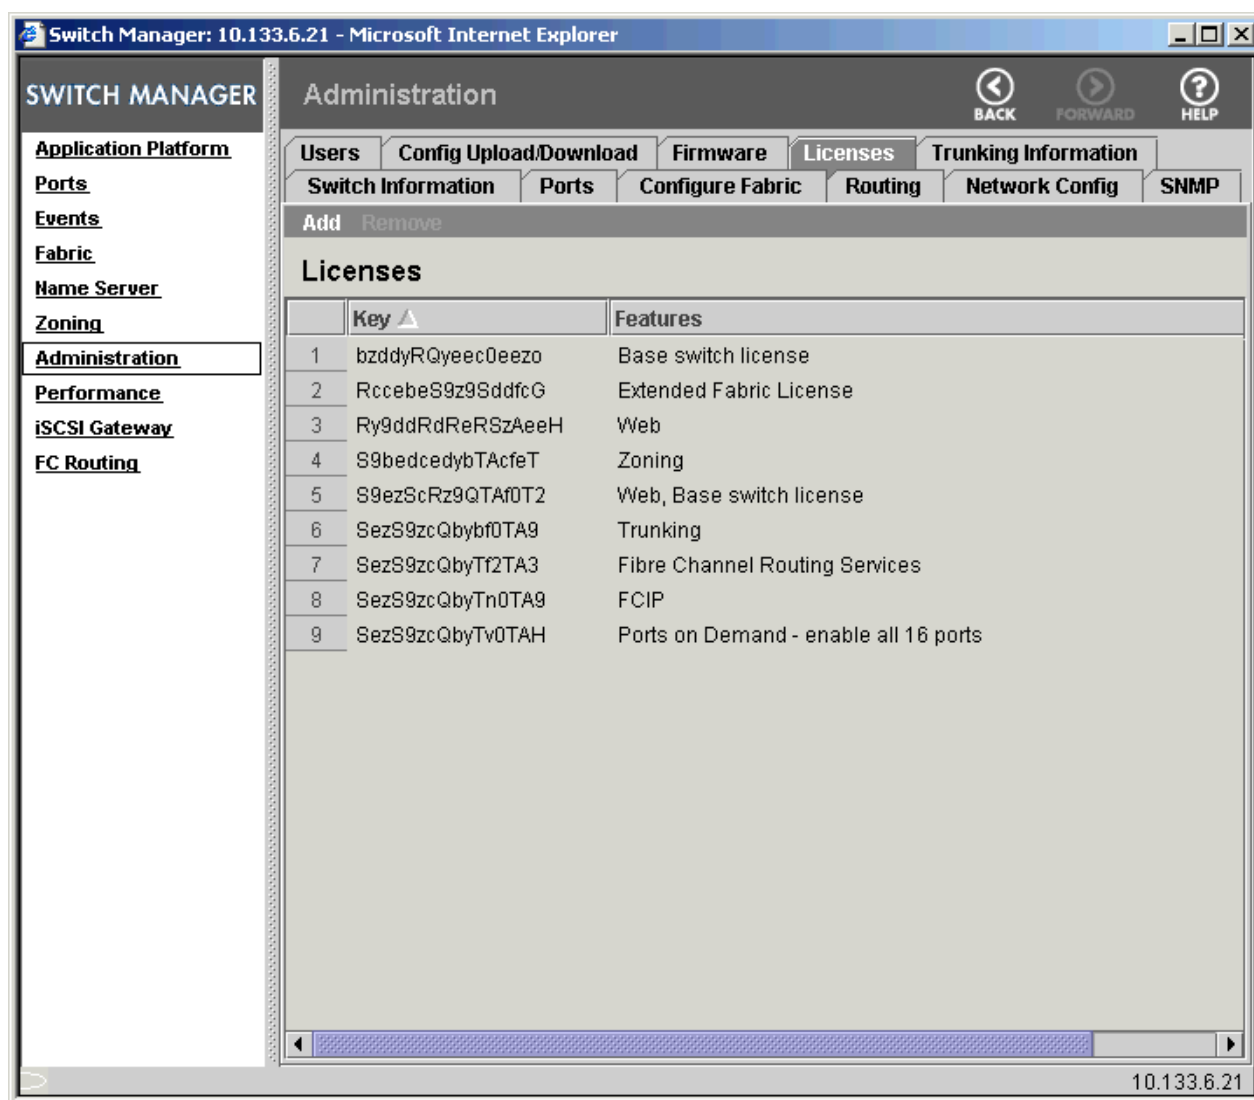 Switch Manager: 10.133.6.21 - Microsoft Internet Explorer
SWITCH MANAGER
Application Platform
Ports
Events
Fabric
Name Server
Zoning
Administration
Performance
iSCSI Gateway
FC Routing
Administration
BACK FORWARD HELP
Users Config Upload/Download Firmware Licenses Trunking Information
Switch Information Ports Configure Fabric Routing Network Config SNMP
Add Remove
Licenses
Key Features
1 bzddyRQyeec0eezo Base switch license
2 RccebeS9z9SddfcG Extended Fabric License
3 Ry9ddRdReRSzAeeH Web
4 S9bedcedybTAcfeT Zoning
5 S9ezScRz9QTAf0T2 Web, Base switch license
6 SezS9zcQbybf0TA9 Trunking
7 SezS9zcQbyTf2TA3 Fibre Channel Routing Services
8 SezS9zcQbyTn0TA9 FCIP
9 SezS9zcQbyTv0TAH Ports on Demand - enable all 16 ports
10.133.6.21